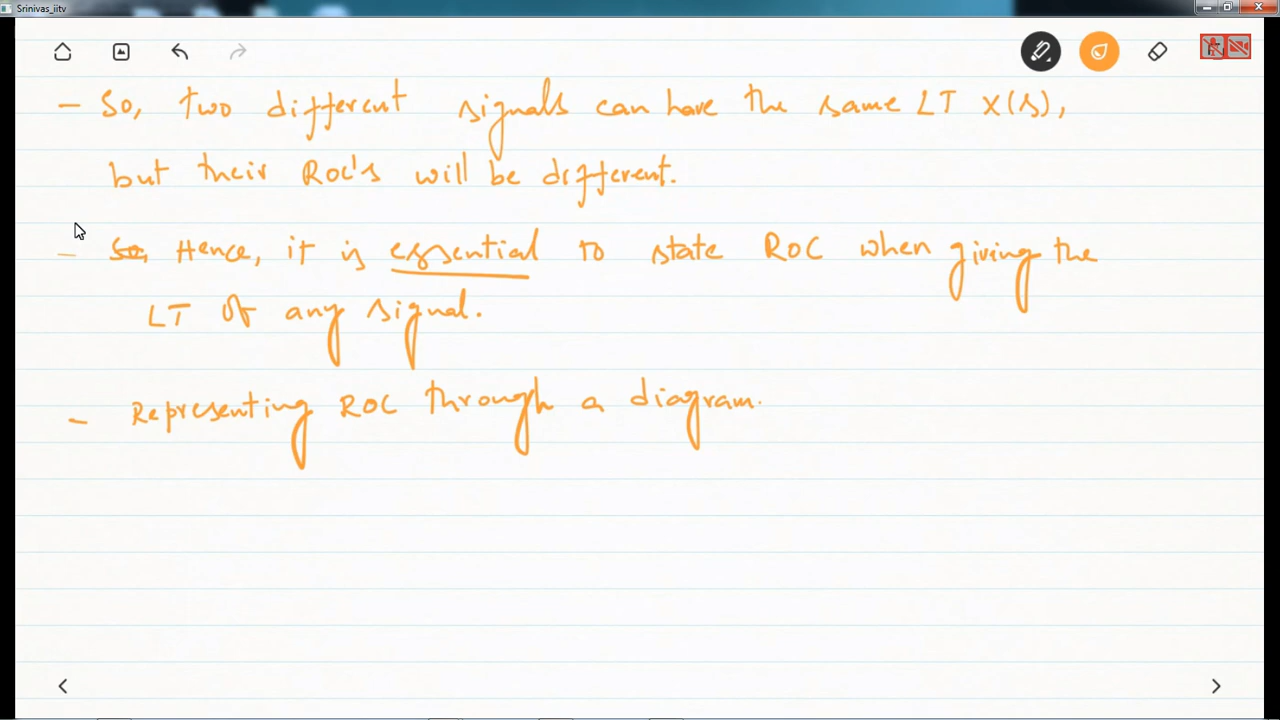 Srinivas_iitv
- So, two different signals can have the same LT X(s),
but their ROC's will be different.
- So, Hence, it is essential to state ROC when giving the
LT of any signal.
- Representing ROC through a diagram.